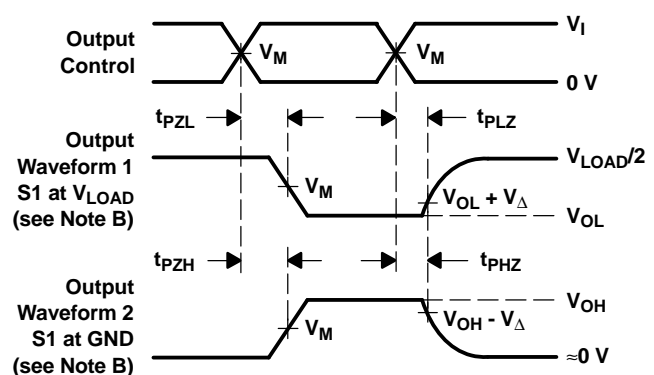 Output
Control
V_I
V_M
V_M
0 V
t_PZL
t_PLZ
Output
Waveform 1
S1 at V_LOAD
(see Note B)
V_LOAD/2
V_M
V_OL + V_Δ
V_OL
t_PZH
t_PHZ
Output
Waveform 2
S1 at GND
(see Note B)
V_OH
V_M
V_OH - V_Δ
≈0 V